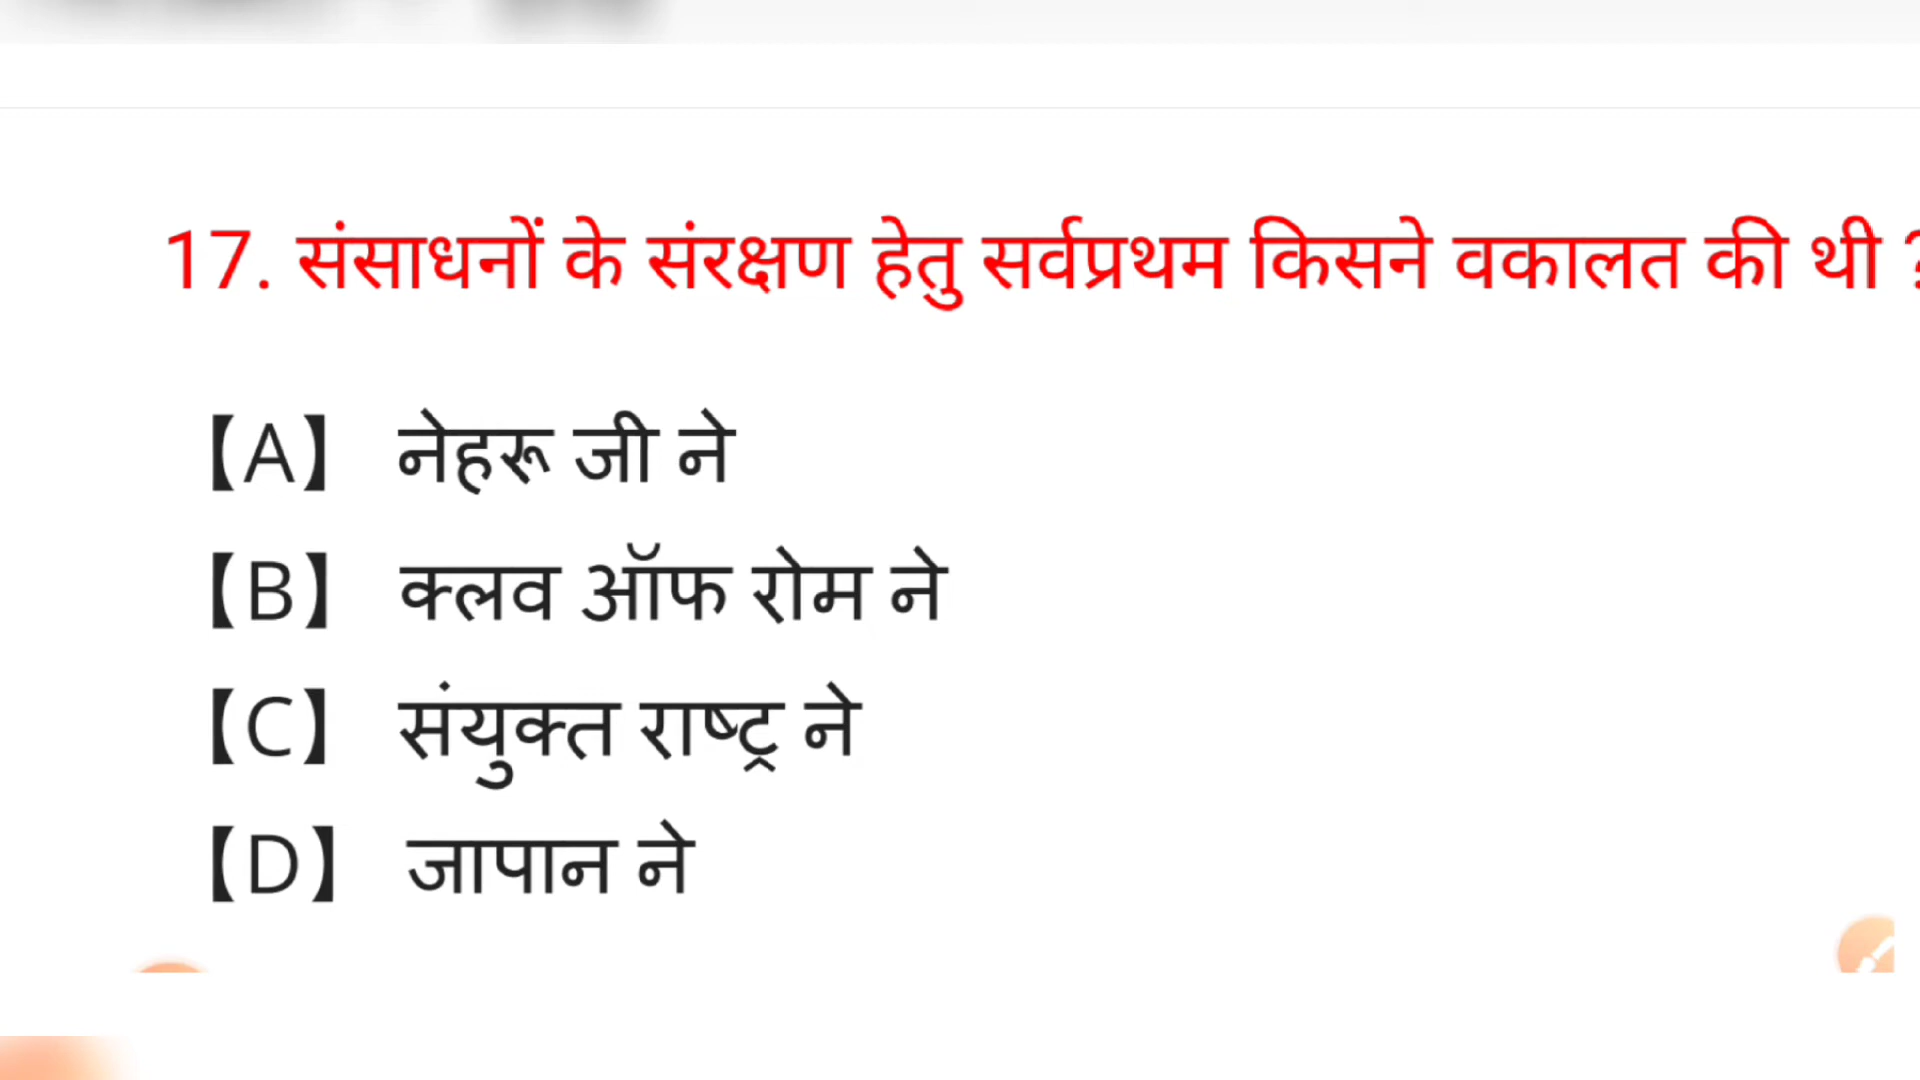 17. संसाधनों के संरक्षण हेतु सर्वप्रथम किसने वकालत की थी ?
【A】 नेहरू जी ने
【B】 क्लव ऑफ रोम ने
【C】 संयुक्त राष्ट्र ने
【D】 जापान ने